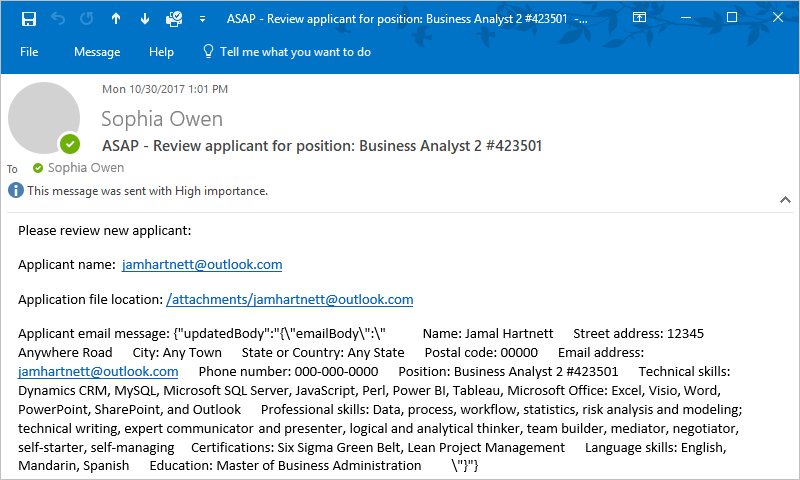 ASAP - Review applicant for position: Business Analyst 2 #423501 -...
File Message Help Tell me what you want to do
Mon 10/30/2017 1:01 PM
Sophia Owen
ASAP - Review applicant for position: Business Analyst 2 #423501
To Sophia Owen
This message was sent with High importance.
Please review new applicant:
Applicant name: jamhartnett@outlook.com
Application file location: /attachments/jamhartnett@outlook.com
Applicant email message: {"updatedBody":"{\"emailBody\":\" Name: Jamal Hartnett Street address: 12345
Anywhere Road City: Any Town State or Country: Any State Postal code: 00000 Email address:
jamhartnett@outlook.com Phone number: 000-000-0000 Position: Business Analyst 2 #423501 Technical skills:
Dynamics CRM, MySQL, Microsoft SQL Server, JavaScript, Perl, Power BI, Tableau, Microsoft Office: Excel, Visio, Word,
PowerPoint, SharePoint, and Outlook Professional skills: Data, process, workflow, statistics, risk analysis and modeling;
technical writing, expert communicator and presenter, logical and analytical thinker, team builder, mediator, negotiator,
self-starter, self-managing Certifications: Six Sigma Green Belt, Lean Project Management Language skills: English,
Mandarin, Spanish Education: Master of Business Administration \"}"}